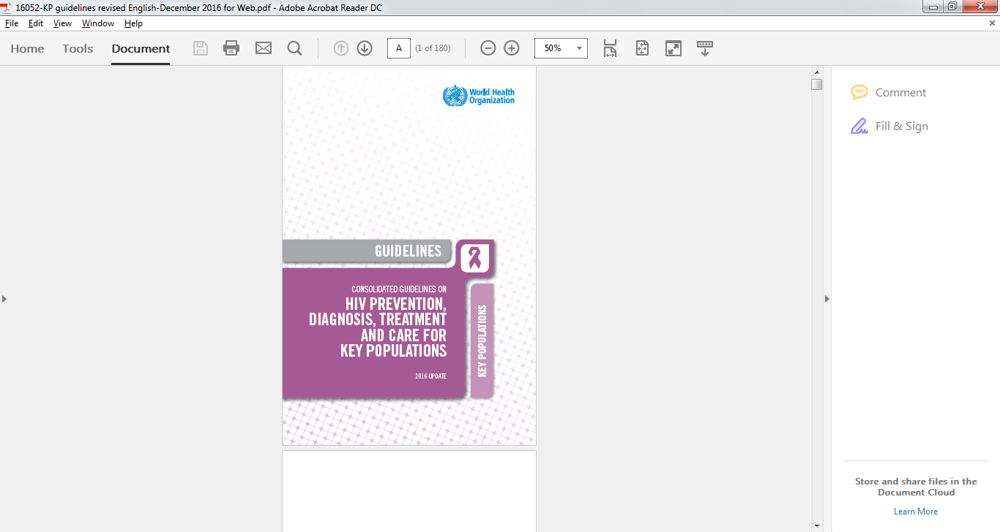 16052-KP guidelines revised English-December 2016 for Web.pdf - Adobe Acrobat Reader DC
File Edit View Window Help
Home Tools Document A (1 of 180) 50%
World Health
Organization
GUIDELINES
CONSOLIDATED GUIDELINES ON
HIV PREVENTION,
DIAGNOSIS, TREATMENT
AND CARE FOR
KEY POPULATIONS
2016 UPDATE
KEY POPULATIONS
Comment
Fill & Sign
Store and share files in the
Document Cloud
Learn More